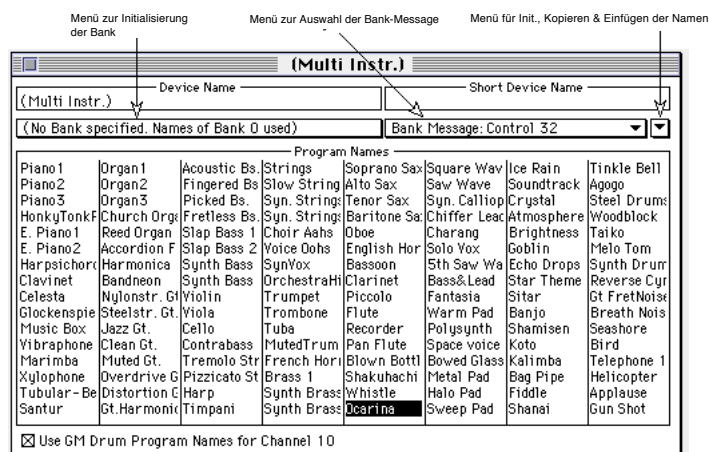 Menü zur Initialisierung
der Bank
Menü zur Auswahl der Bank-Message
Menü für Init., Kopieren & Einfügen der Namen
(Multi Instr.)
Device Name
Short Device Name
(Multi Instr.)
(No Bank specified. Names of Bank 0 used)
Bank Message: Control 32
Program Names
Piano1 Organ1 Acoustic Bs. Strings Soprano Sax Square Wav Ice Rain Tinkle Bell
Piano2 Organ2 Fingered Bs Slow String Alto Sax Saw Wave Soundtrack Agogo
Piano3 Organ3 Picked Bs. Syn. Strings Tenor Sax Syn. Calliop Crystal Steel Drums
HonkyTonkP Church Orga Fretless Bs. Syn. Strings Baritone Sa: Chiffer Lead Atmosphere Woodblock
E. Piano1 Reed Organ Slap Bass 1 Choir Aahs Oboe Charang Brightness Taiko
E. Piano2 Accordion F Slap Bass 2 Voice Oohs English Hor Solo Vox Goblin Melo Tom
Harpsichord Harmonica Synth Bass SynVox Bassoon 5th Saw Wa Echo Drops Synth Drum
Clavinet Bandneon Synth Bass OrchestraHi Clarinet Bass&Lead Star Theme Reverse Cyr
Celesta Nylonstr. Gt Violin Trumpet Piccolo Fantasia Sitar Gt FretNoise
Glockenspie Steelstr. Gt. Viola Trombone Flute Warm Pad Banjo Breath Nois
Music Box Jazz Gt. Cello Tuba Recorder Polysynth Shamisen Seashore
Vibraphone Clean Gt. Contrabass MutedTrum Pan Flute Space voice Koto Bird
Marimba Muted Gt. Tremolo Str French Horn Blown Bottl Bowed Glass Kalimba Telephone 1
Xylophone Overdrive G Pizzicato St Brass 1 Shakuhachi Metal Pad Bag Pipe Helicopter
Tubular-Be Distortion G Harp Synth Brass Whistle Halo Pad Fiddle Applause
Santur Gt.Harmonic Timpani Synth Brass Ocarina Sweep Pad Shanai Gun Shot
Use GM Drum Program Names for Channel 10